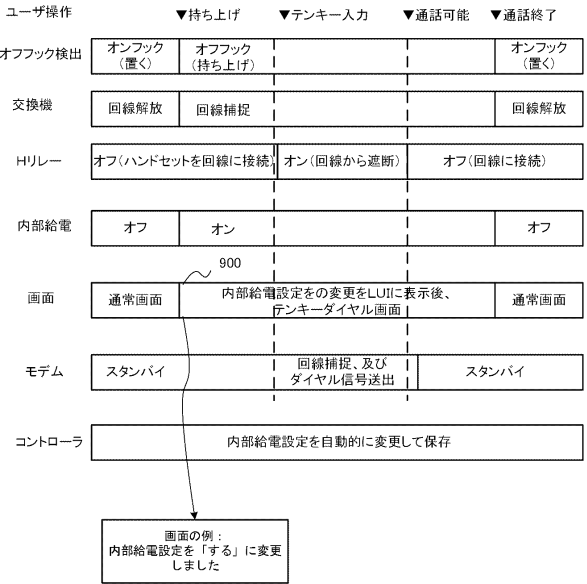 ユーザ操作 ▼持ち上げ ▼テンキー入力 ▼通話可能 ▼通話終了
オフフック検出
オンフック
(置く)
オフフック
(持ち上げ)
オンフック
(置く)
交換機
回線解放
回線捕捉
回線解放
Hリレー
オフ(ハンドセットを回線に接続)
オン(回線から遮断)
オフ(回線に接続)
内部給電
オフ
オン
オフ
900
画面
通常画面
内部給電設定をの変更をLUIに表示後、
テンキーダイヤル画面
通常画面
モデム
スタンバイ
回線捕捉、及び
ダイヤル信号送出
スタンバイ
コントローラ
内部給電設定を自動的に変更して保存
画面の例：
内部給電設定を「する」に変更
しました